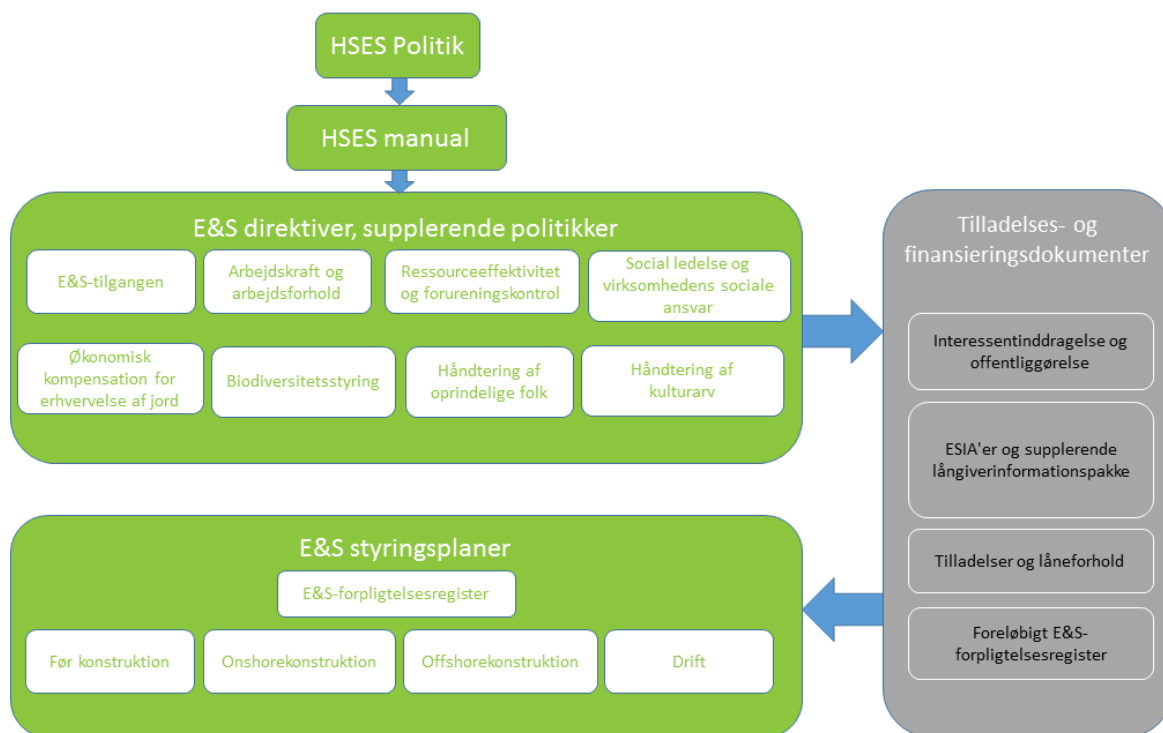 HSES Politik
HSES manual
E&S direktiver, supplerende politikker
E&S-tilgangen
Arbejdskraft og
arbejdsforhold
Ressourceeffektivitet
og forureningskontrol
Social ledelse og
virksomhedens sociale
ansvar
Økonomisk
kompensation for
erhvervelse af jord
Biodiversitetsstyring
Håndtering af
oprindelige folk
Håndtering af
kulturarv
Tilladelses- og
finansieringsdokumenter
Interessentinddragelse og
offentliggørelse
ESIA'er og supplerende
långiverinformationspakke
Tilladelser og låneforhold
Foreløbigt E&S-
forpligtelsesregister
E&S styringsplaner
E&S-forpligtelsesregister
Før konstruktion
Onshorekonstruktion
Offshorekonstruktion
Drift